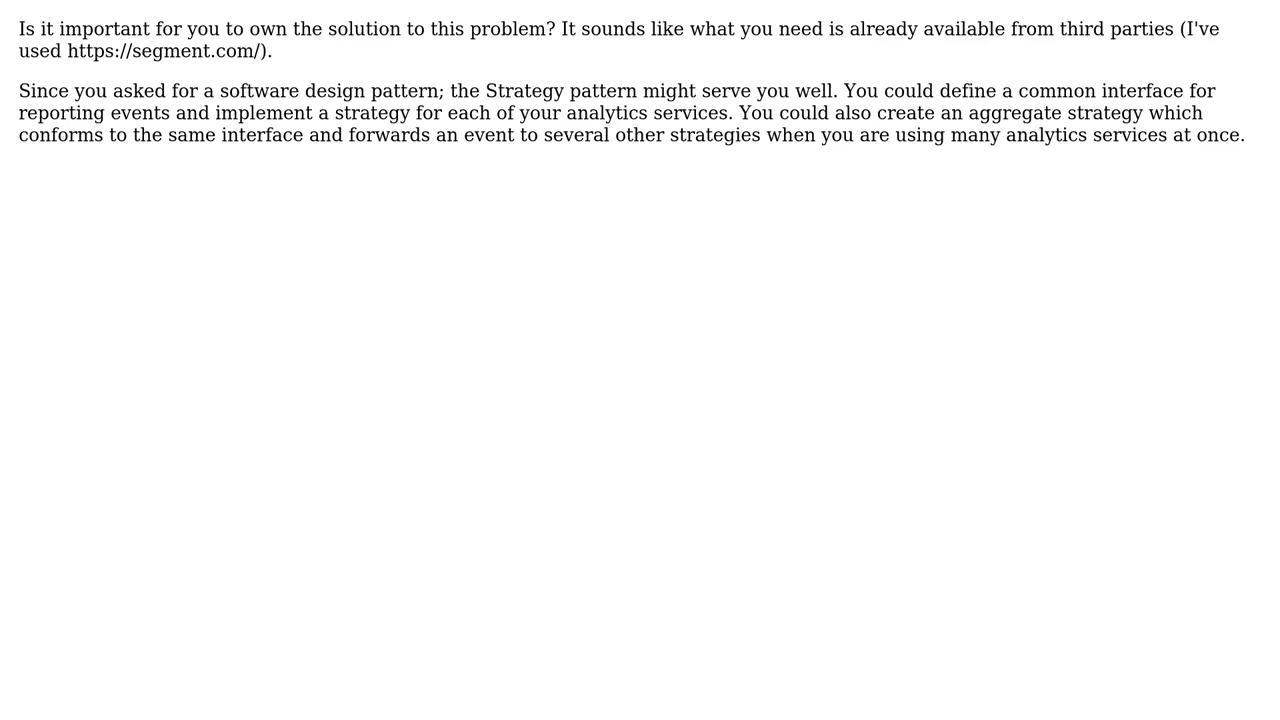 Is it important for you to own the solution to this problem? It sounds like what you need is already available from third parties (I've
used https://segment.com/).
Since you asked for a software design pattern; the Strategy pattern might serve you well. You could define a common interface for
reporting events and implement a strategy for each of your analytics services. You could also create an aggregate strategy which
conforms to the same interface and forwards an event to several other strategies when you are using many analytics services at once.